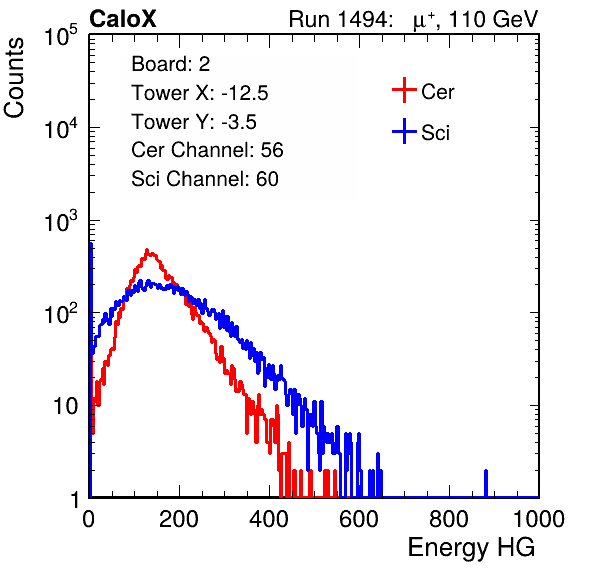 CaloX Run 1494: μ⁺, 110 GeV
Counts
Board: 2
Tower X: -12.5
Tower Y: -3.5
Cer Channel: 56
Sci Channel: 60
Cer
Sci
10⁵
10⁴
10³
10²
10
1
0 200 400 600 800 1000
Energy HG